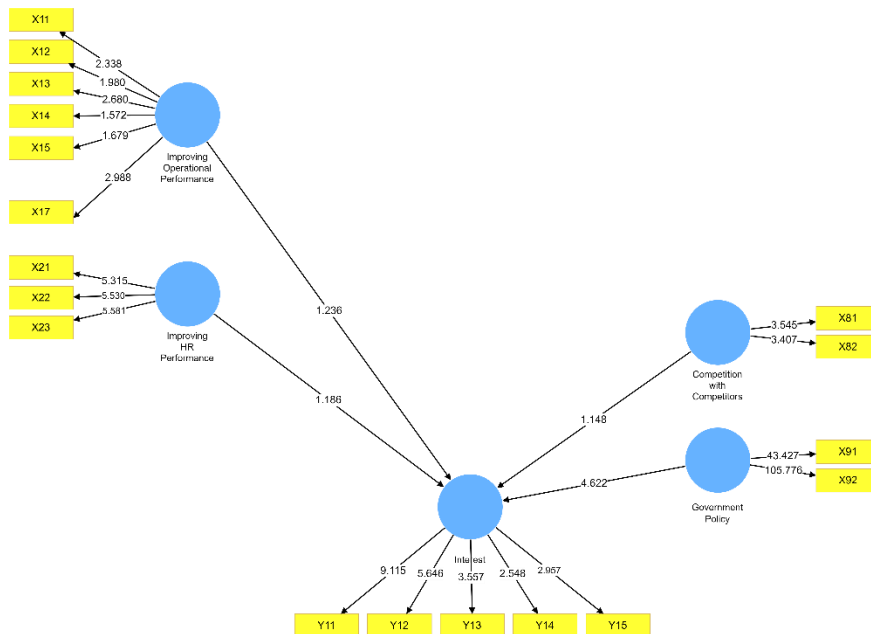 X11
X12
X13
X14
X15
X17
2.338
1.980
2.680
1.572
1.679
2.988
Improving
Operational
Performance
X21
X22
X23
5.315
5.530
5.581
Improving
HR
Performance
1.236
1.186
X81
X82
3.545
3.407
Competition
with
Competitors
1.148
X91
X92
43.427
105.776
Government
Policy
4.622
Interest
9.115
5.646
3.557
2.548
2.957
Y11
Y12
Y13
Y14
Y15